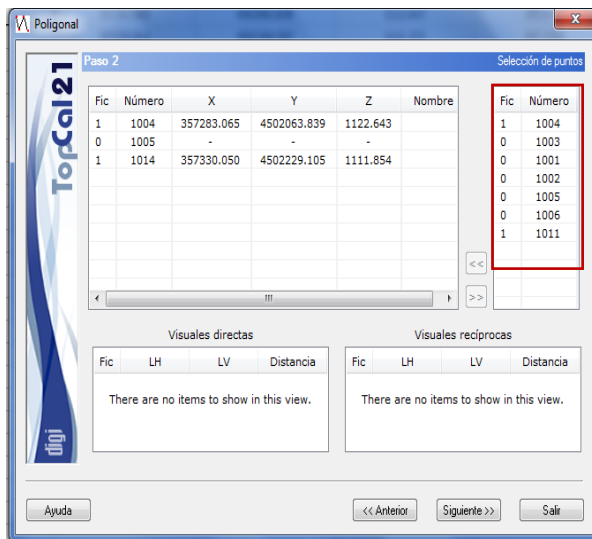 Poligonal
x
TopCal 21
digi
Paso 2 Selección de puntos
Fic Número X Y Z Nombre
1 1004 357283.065 4502063.839 1122.643
0 1005 - - -
1 1014 357330.050 4502229.105 1111.854
Fic Número
1 1004
0 1003
0 1001
0 1002
0 1005
0 1006
1 1011
<<
>>
Visuales directas
Fic LH LV Distancia
There are no items to show in this view.
Visuales recíprocas
Fic LH LV Distancia
There are no items to show in this view.
Ayuda << Anterior Siguiente >> Salir